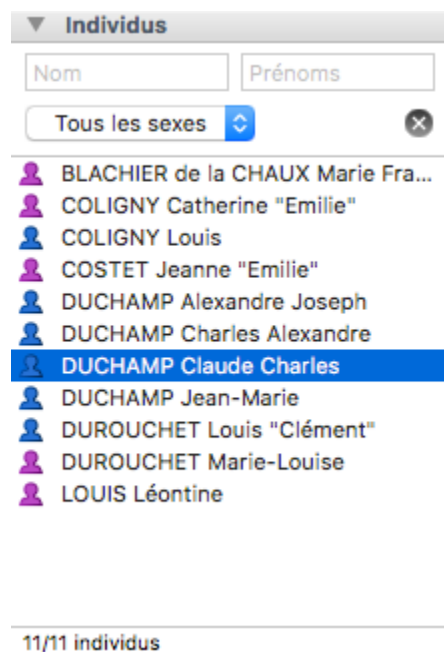 Individus
Nom Prénoms
Tous les sexes
BLACHIER de la CHAUX Marie Fra...
COLIGNY Catherine "Emilie"
COLIGNY Louis
COSTET Jeanne "Emilie"
DUCHAMP Alexandre Joseph
DUCHAMP Charles Alexandre
DUCHAMP Claude Charles
DUCHAMP Jean-Marie
DUROUCHET Louis "Clément"
DUROUCHET Marie-Louise
LOUIS Léontine
11/11 individus